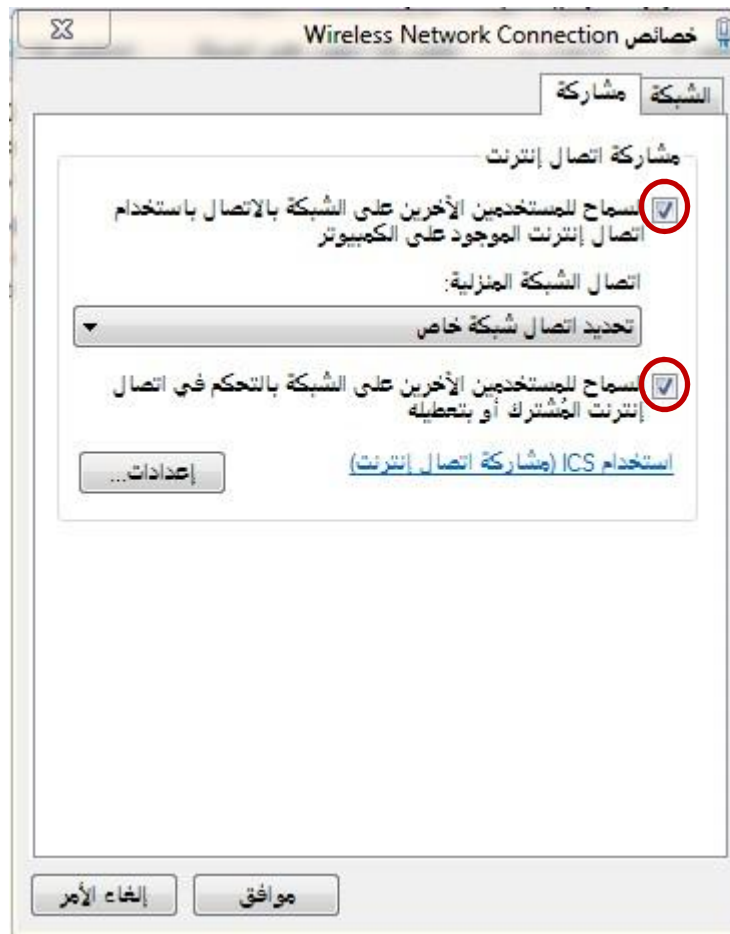 خصائص Wireless Network Connection
الشبكة
مشاركة
مشاركة اتصال إنترنت
السماح للمستخدمين الآخرين على الشبكة بالاتصال باستخدام
اتصال إنترنت الموجود على الكمبيوتر
اتصال الشبكة المنزلية:
تحديد اتصال شبكة خاص
السماح للمستخدمين الآخرين على الشبكة بالتحكم في اتصال
إنترنت المُشترك أو بتعطيله
استخدام ICS (مشاركة اتصال إنترنت)
إعدادات...
موافق
إلغاء الأمر